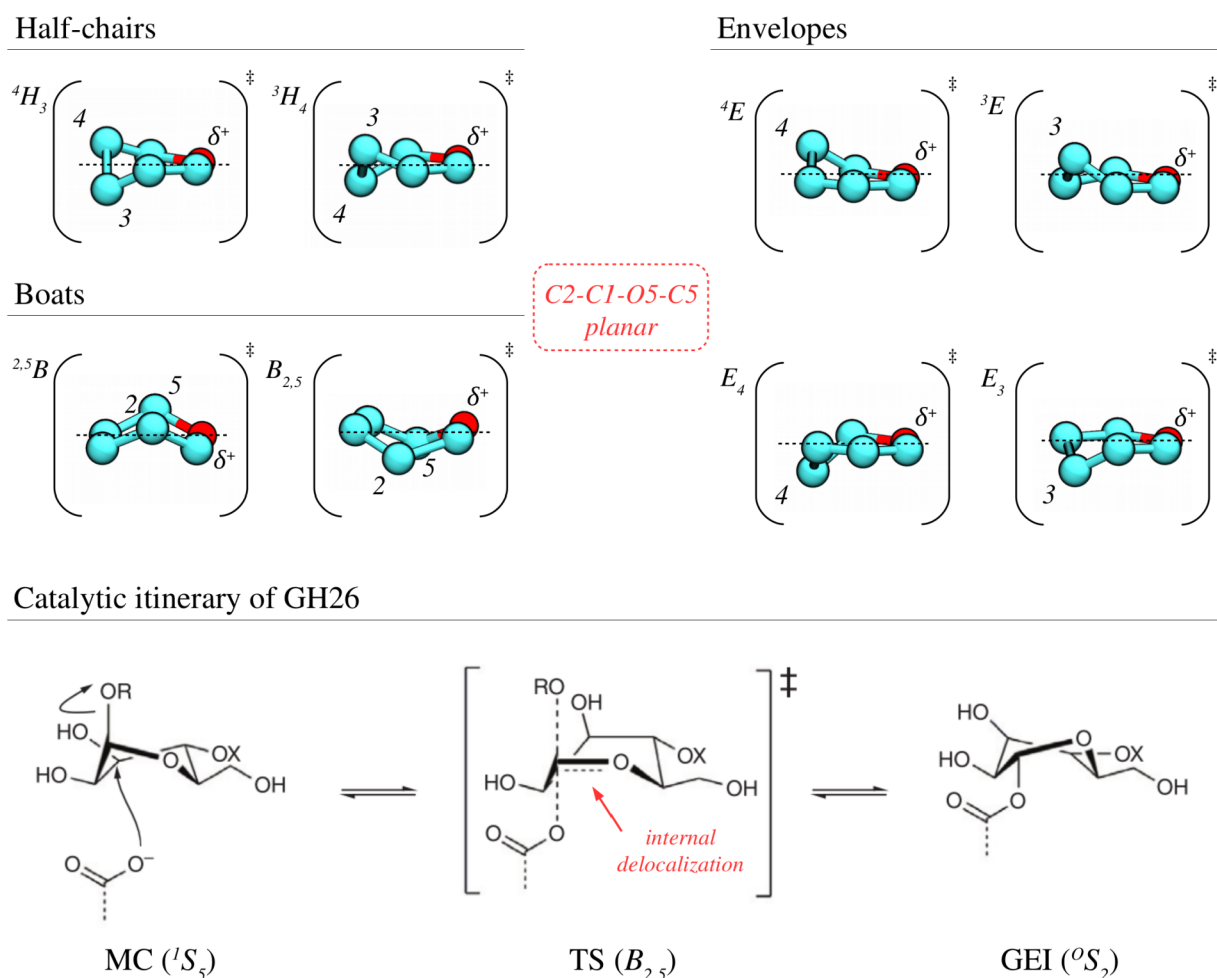 Half-chairs
Envelopes
⁴H₃ 4 3 ‡
³H₄ 3 δ⁺ 4 ‡
δ⁺
⁴E 4 δ⁺ ‡
³E 3 δ⁺ ‡
Boats
C2-C1-O5-C5
planar
²,⁵B 2 5 δ⁺ ‡
B₂,₅ δ⁺ 5 2 ‡
E₄ δ⁺ 4 ‡
E₃ δ⁺ 3 ‡
Catalytic itinerary of GH26
OR
HO
HO
HO
O
OX
OH
O
O⁻
RO
OH
HO
O
OX
OH
O
O
internal
delocalization
‡
HO
HO
HO
O
OX
OH
O
O
MC (¹S₅)
TS (B₂,₅)
GEI (ᴼS₂)